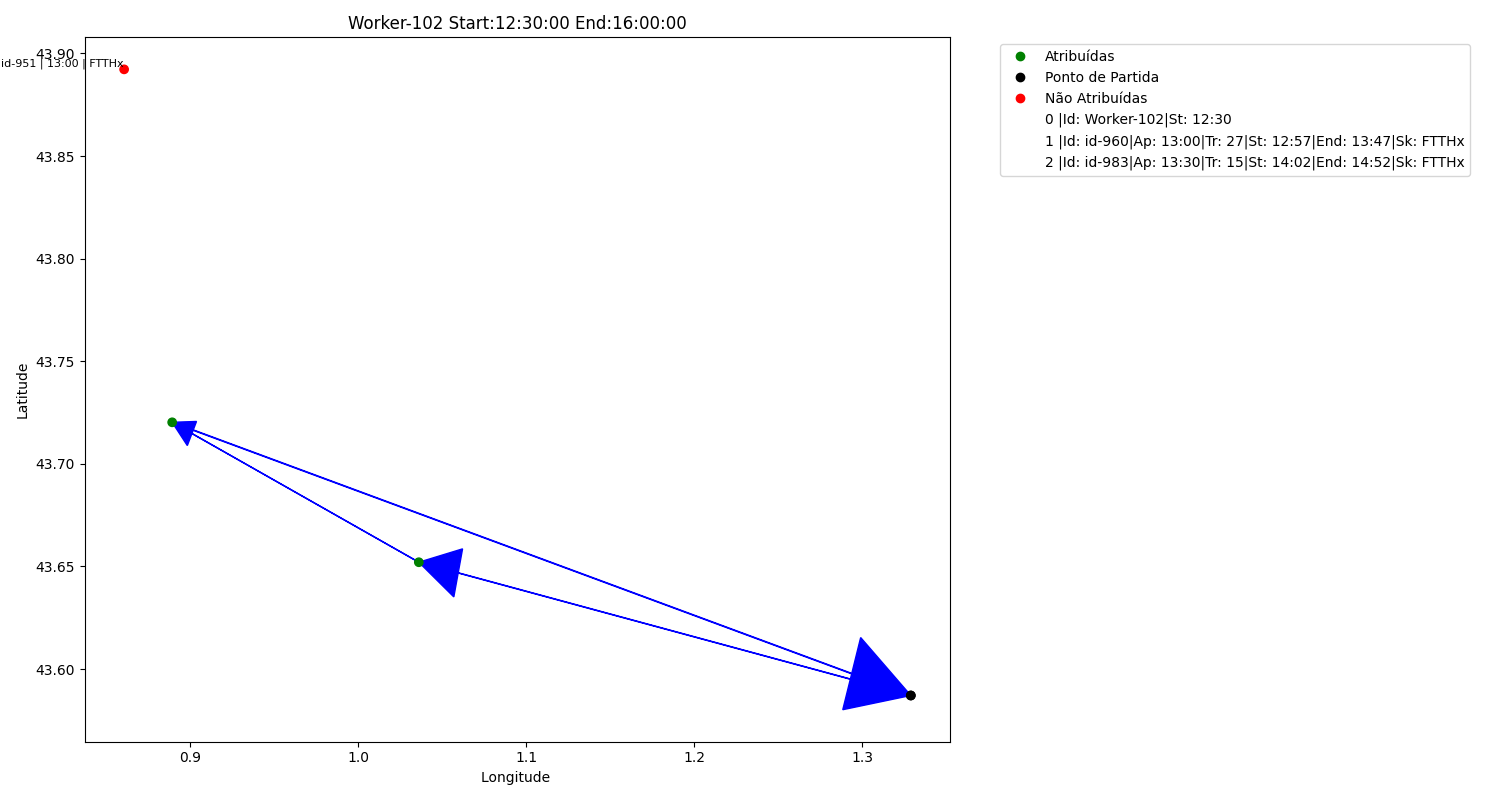 Worker-102 Start:12:30:00 End:16:00:00
43.90
id-951 | 13:00 | FTTHx
43.85
43.80
43.75
43.70
43.65
43.60
Latitude
0.9 1.0 1.1 1.2 1.3
Longitude
Atribuídas
Ponto de Partida
Não Atribuídas
0 |Id: Worker-102|St: 12:30
1 |Id: id-960|Ap: 13:00|Tr: 27|St: 12:57|End: 13:47|Sk: FTTHx
2 |Id: id-983|Ap: 13:30|Tr: 15|St: 14:02|End: 14:52|Sk: FTTHx